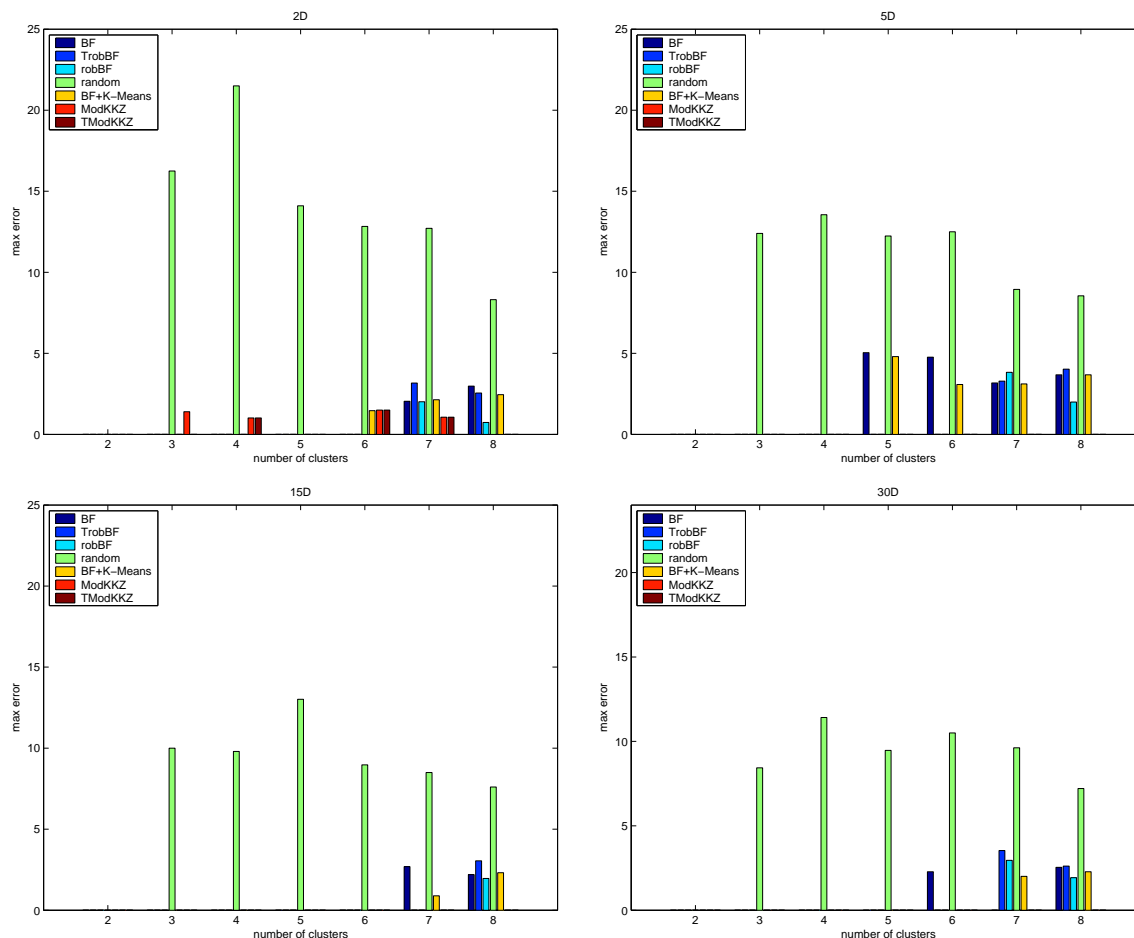 2D
25
20
15
10
5
0
max error
BF
TrobBF
robBF
random
BF+K−Means
ModKKZ
TModKKZ
2 3 4 5 6 7 8
number of clusters
5D
25
20
15
10
5
0
max error
BF
TrobBF
robBF
random
BF+K−Means
ModKKZ
TModKKZ
2 3 4 5 6 7 8
number of clusters
15D
25
20
15
10
5
0
max error
BF
TrobBF
robBF
random
BF+K−Means
ModKKZ
TModKKZ
2 3 4 5 6 7 8
number of clusters
30D
20
15
10
5
0
max error
BF
TrobBF
robBF
random
BF+K−Means
ModKKZ
TModKKZ
2 3 4 5 6 7 8
number of clusters